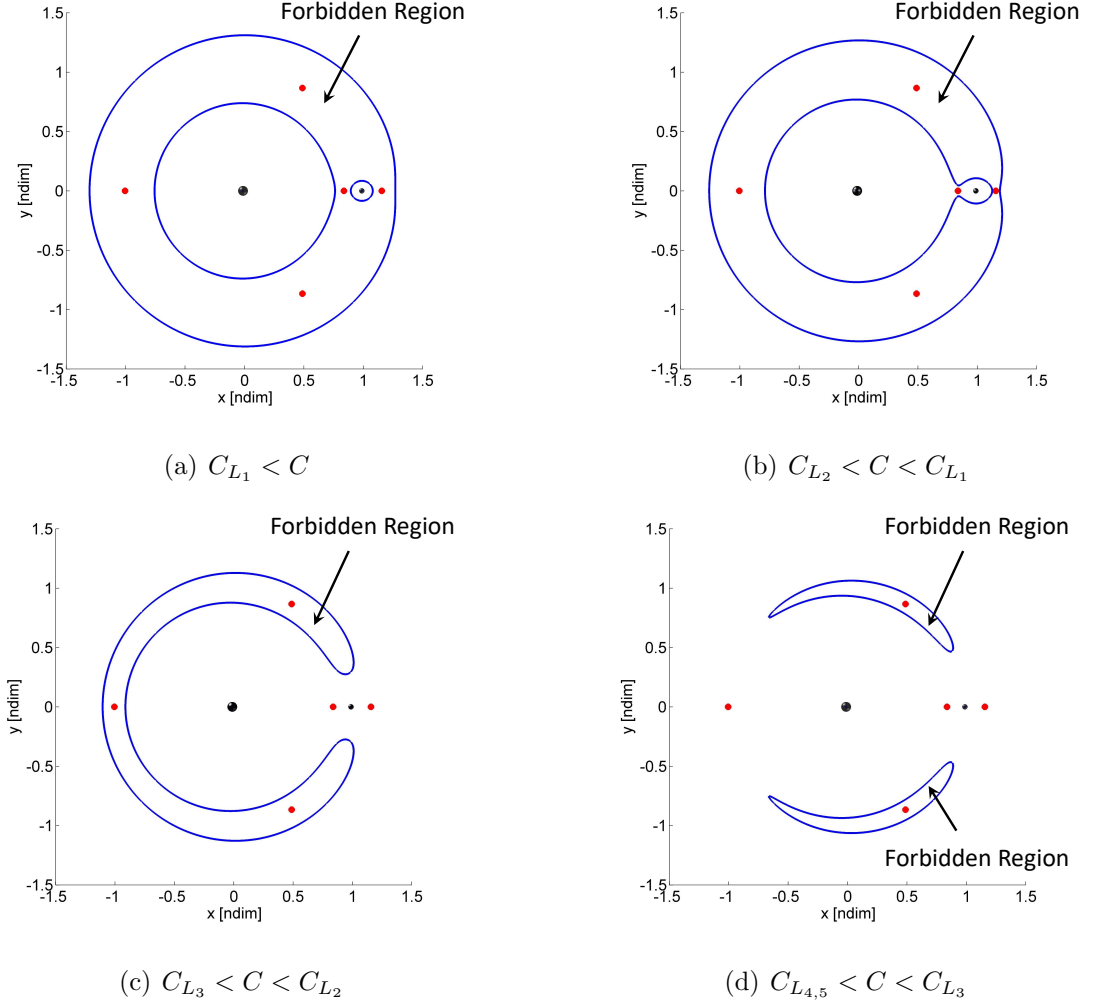 Forbidden Region
1.5
1
0.5
0
-0.5
-1
-1.5
y [ndim]
-1.5 -1 -0.5 0 0.5 1 1.5
x [ndim]
(a) $C_{L_1} < C$
Forbidden Region
1.5
1
0.5
0
-0.5
-1
-1.5
y [ndim]
-1.5 -1 -0.5 0 0.5 1 1.5
x [ndim]
(b) $C_{L_2} < C < C_{L_1}$
Forbidden Region
1.5
1
0.5
0
-0.5
-1
-1.5
y [ndim]
-1.5 -1 -0.5 0 0.5 1 1.5
x [ndim]
(c) $C_{L_3} < C < C_{L_2}$
Forbidden Region
1.5
1
0.5
0
-0.5
-1
-1.5
y [ndim]
Forbidden Region
-1.5 -1 -0.5 0 0.5 1 1.5
x [ndim]
(d) $C_{L_{4,5}} < C < C_{L_3}$